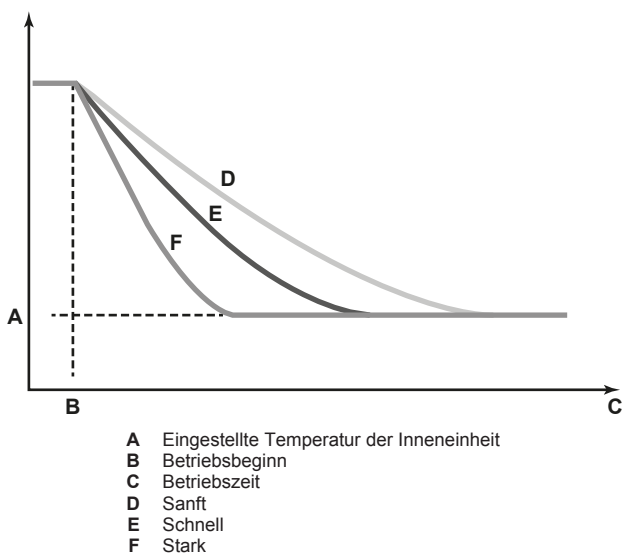 D
E
F
A
B
C
A Eingestellte Temperatur der Inneneinheit
B Betriebsbeginn
C Betriebszeit
D Sanft
E Schnell
F Stark